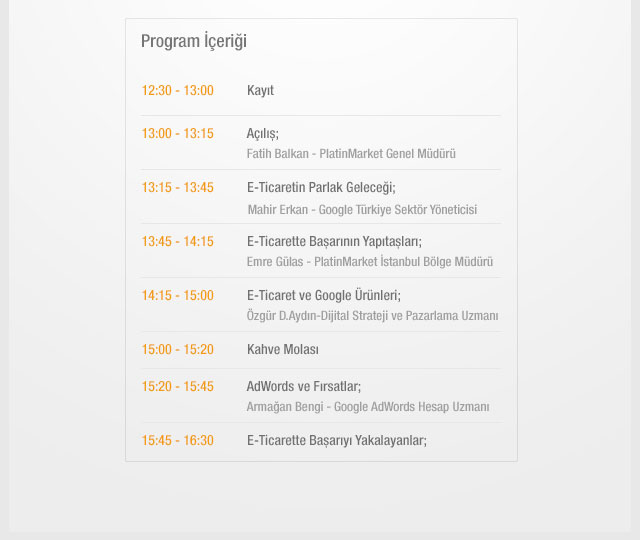 Program İçeriği
12:30 - 13:00 Kayıt
13:00 - 13:15 Açılış;
Fatih Balkan - PlatinMarket Genel Müdürü
13:15 - 13:45 E-Ticaretin Parlak Geleceği;
Mahir Erkan - Google Türkiye Sektör Yöneticisi
13:45 - 14:15 E-Ticarette Başarının Yapıtaşları;
Emre Gülas - PlatinMarket İstanbul Bölge Müdürü
14:15 - 15:00 E-Ticaret ve Google Ürünleri;
Özgür D.Aydın-Dijital Strateji ve Pazarlama Uzmanı
15:00 - 15:20 Kahve Molası
15:20 - 15:45 AdWords ve Fırsatlar;
Armağan Bengi - Google AdWords Hesap Uzmanı
15:45 - 16:30 E-Ticarette Başarıyı Yakalayanlar;